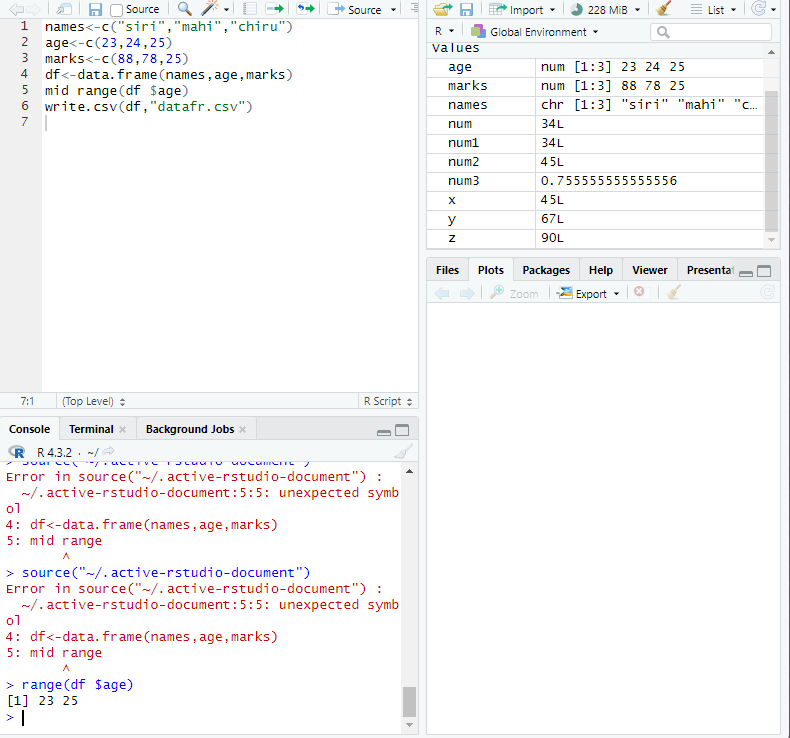 Source
Source
1 names<-c("siri","mahi","chiru")
2 age<-c(23,24,25)
3 marks<-c(88,78,25)
4 df<-data.frame(names,age,marks)
5 mid range(df $age)
6 write.csv(df,"datafr.csv")
7
7:1 (Top Level) R Script
Console Terminal Background Jobs
R 4.3.2 · ~/
> source("~/.active-rstudio-document")
Error in source("~/.active-rstudio-document") :
~/.active-rstudio-document:5:5: unexpected symb
ol
4: df<-data.frame(names,age,marks)
5: mid range
^
> source("~/.active-rstudio-document")
Error in source("~/.active-rstudio-document") :
~/.active-rstudio-document:5:5: unexpected symb
ol
4: df<-data.frame(names,age,marks)
5: mid range
^
> range(df $age)
[1] 23 25
>
Import 228 MiB List
R Global Environment
Values
age num [1:3] 23 24 25
marks num [1:3] 88 78 25
names chr [1:3] "siri" "mahi" "c…
num 34L
num1 34L
num2 45L
num3 0.755555555555556
x 45L
y 67L
z 90L
Files Plots Packages Help Viewer Presentat
Zoom Export